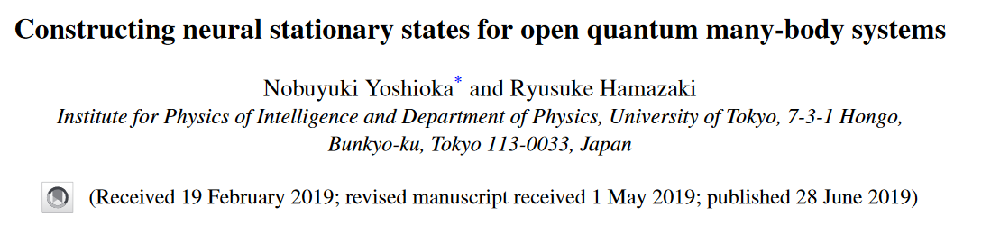 Constructing neural stationary states for open quantum many-body systems
Nobuyuki Yoshioka* and Ryusuke Hamazaki
Institute for Physics of Intelligence and Department of Physics, University of Tokyo, 7-3-1 Hongo,
Bunkyo-ku, Tokyo 113-0033, Japan
(Received 19 February 2019; revised manuscript received 1 May 2019; published 28 June 2019)